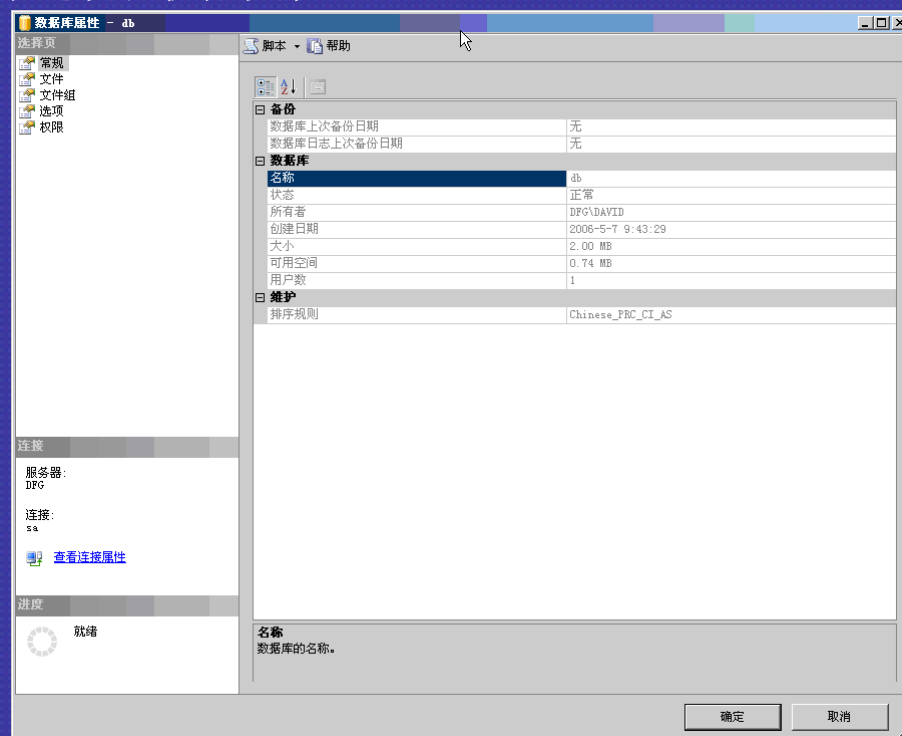 数据库属性 - db
选择页
常规
文件
文件组
选项
权限
连接
服务器:
DFG
连接:
sa
查看连接属性
进度
就绪
脚本 帮助
备份
数据库上次备份日期 无
数据库日志上次备份日期 无
数据库
名称 db
状态 正常
所有者 DFG\DAVID
创建日期 2006-5-7 9:43:29
大小 2.00 MB
可用空间 0.74 MB
用户数 1
维护
排序规则 Chinese_PRC_CI_AS
名称
数据库的名称。
确定 取消